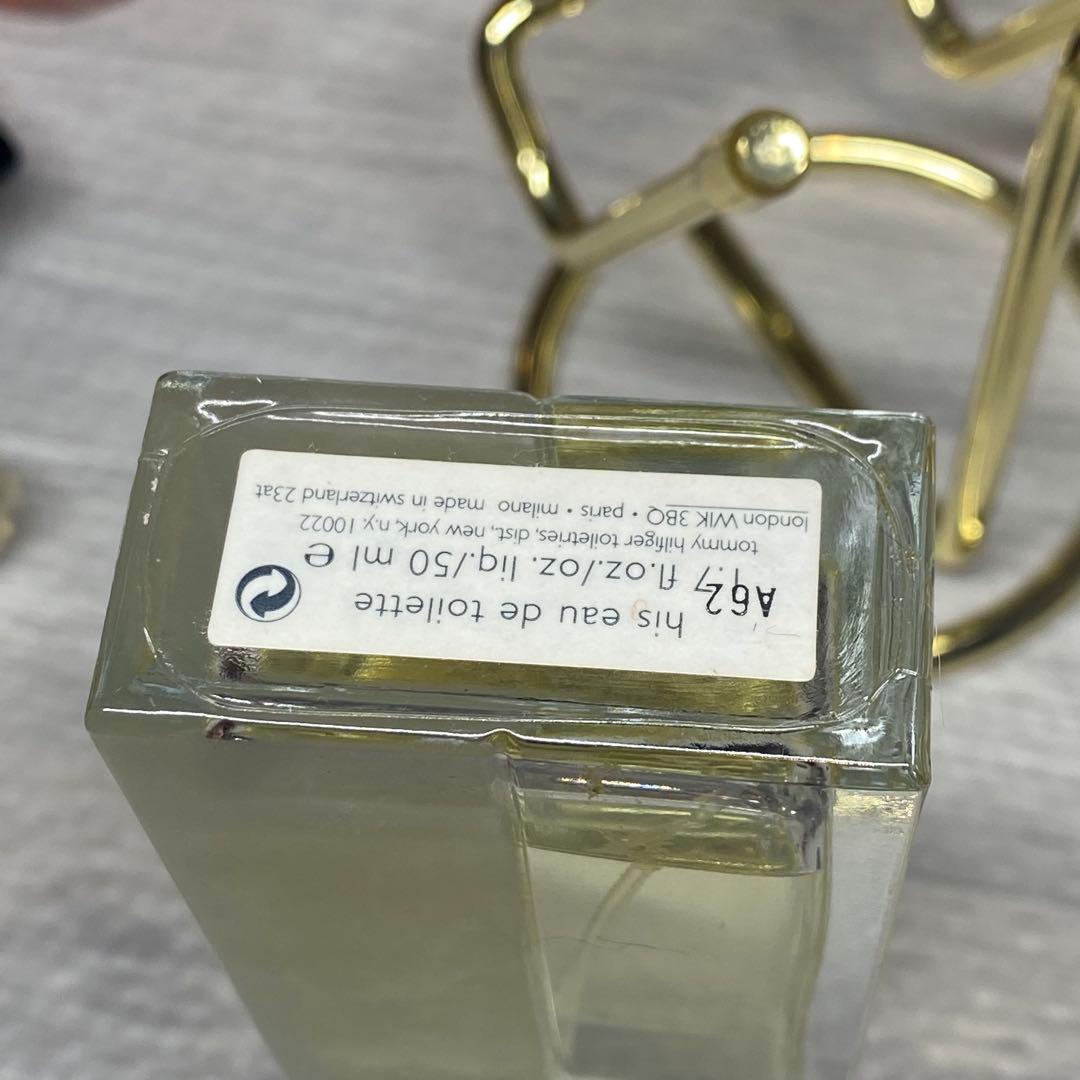 his eau de toilette
A62
1.7 fl.oz./oz. liq./50 ml e
tommy hilfiger toiletries, dist., new york, n.y. 10022
london WIK 3BQ • paris • milano made in switzerland 23at